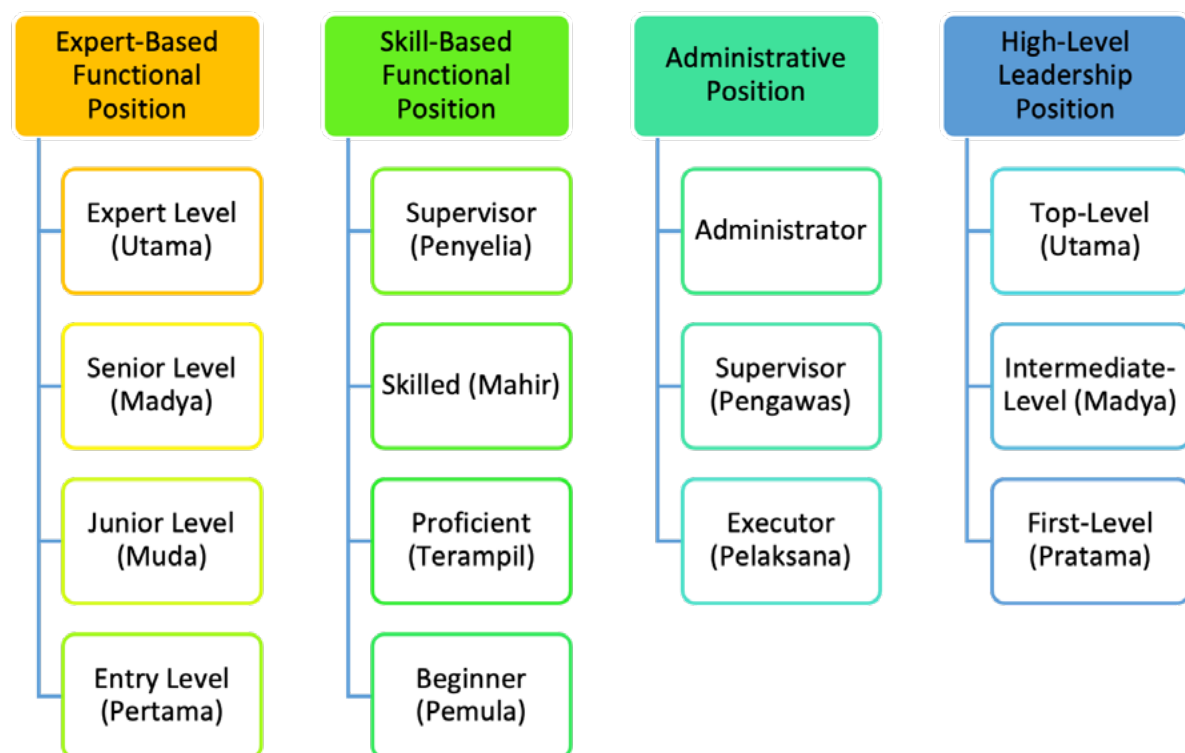 Expert-Based
Functional
Position
Expert Level
(Utama)
Senior Level
(Madya)
Junior Level
(Muda)
Entry Level
(Pertama)
Skill-Based
Functional
Position
Supervisor
(Penyelia)
Skilled (Mahir)
Proficient
(Terampil)
Beginner
(Pemula)
Administrative
Position
Administrator
Supervisor
(Pengawas)
Executor
(Pelaksana)
High-Level
Leadership
Position
Top-Level
(Utama)
Intermediate-
Level (Madya)
First-Level
(Pratama)